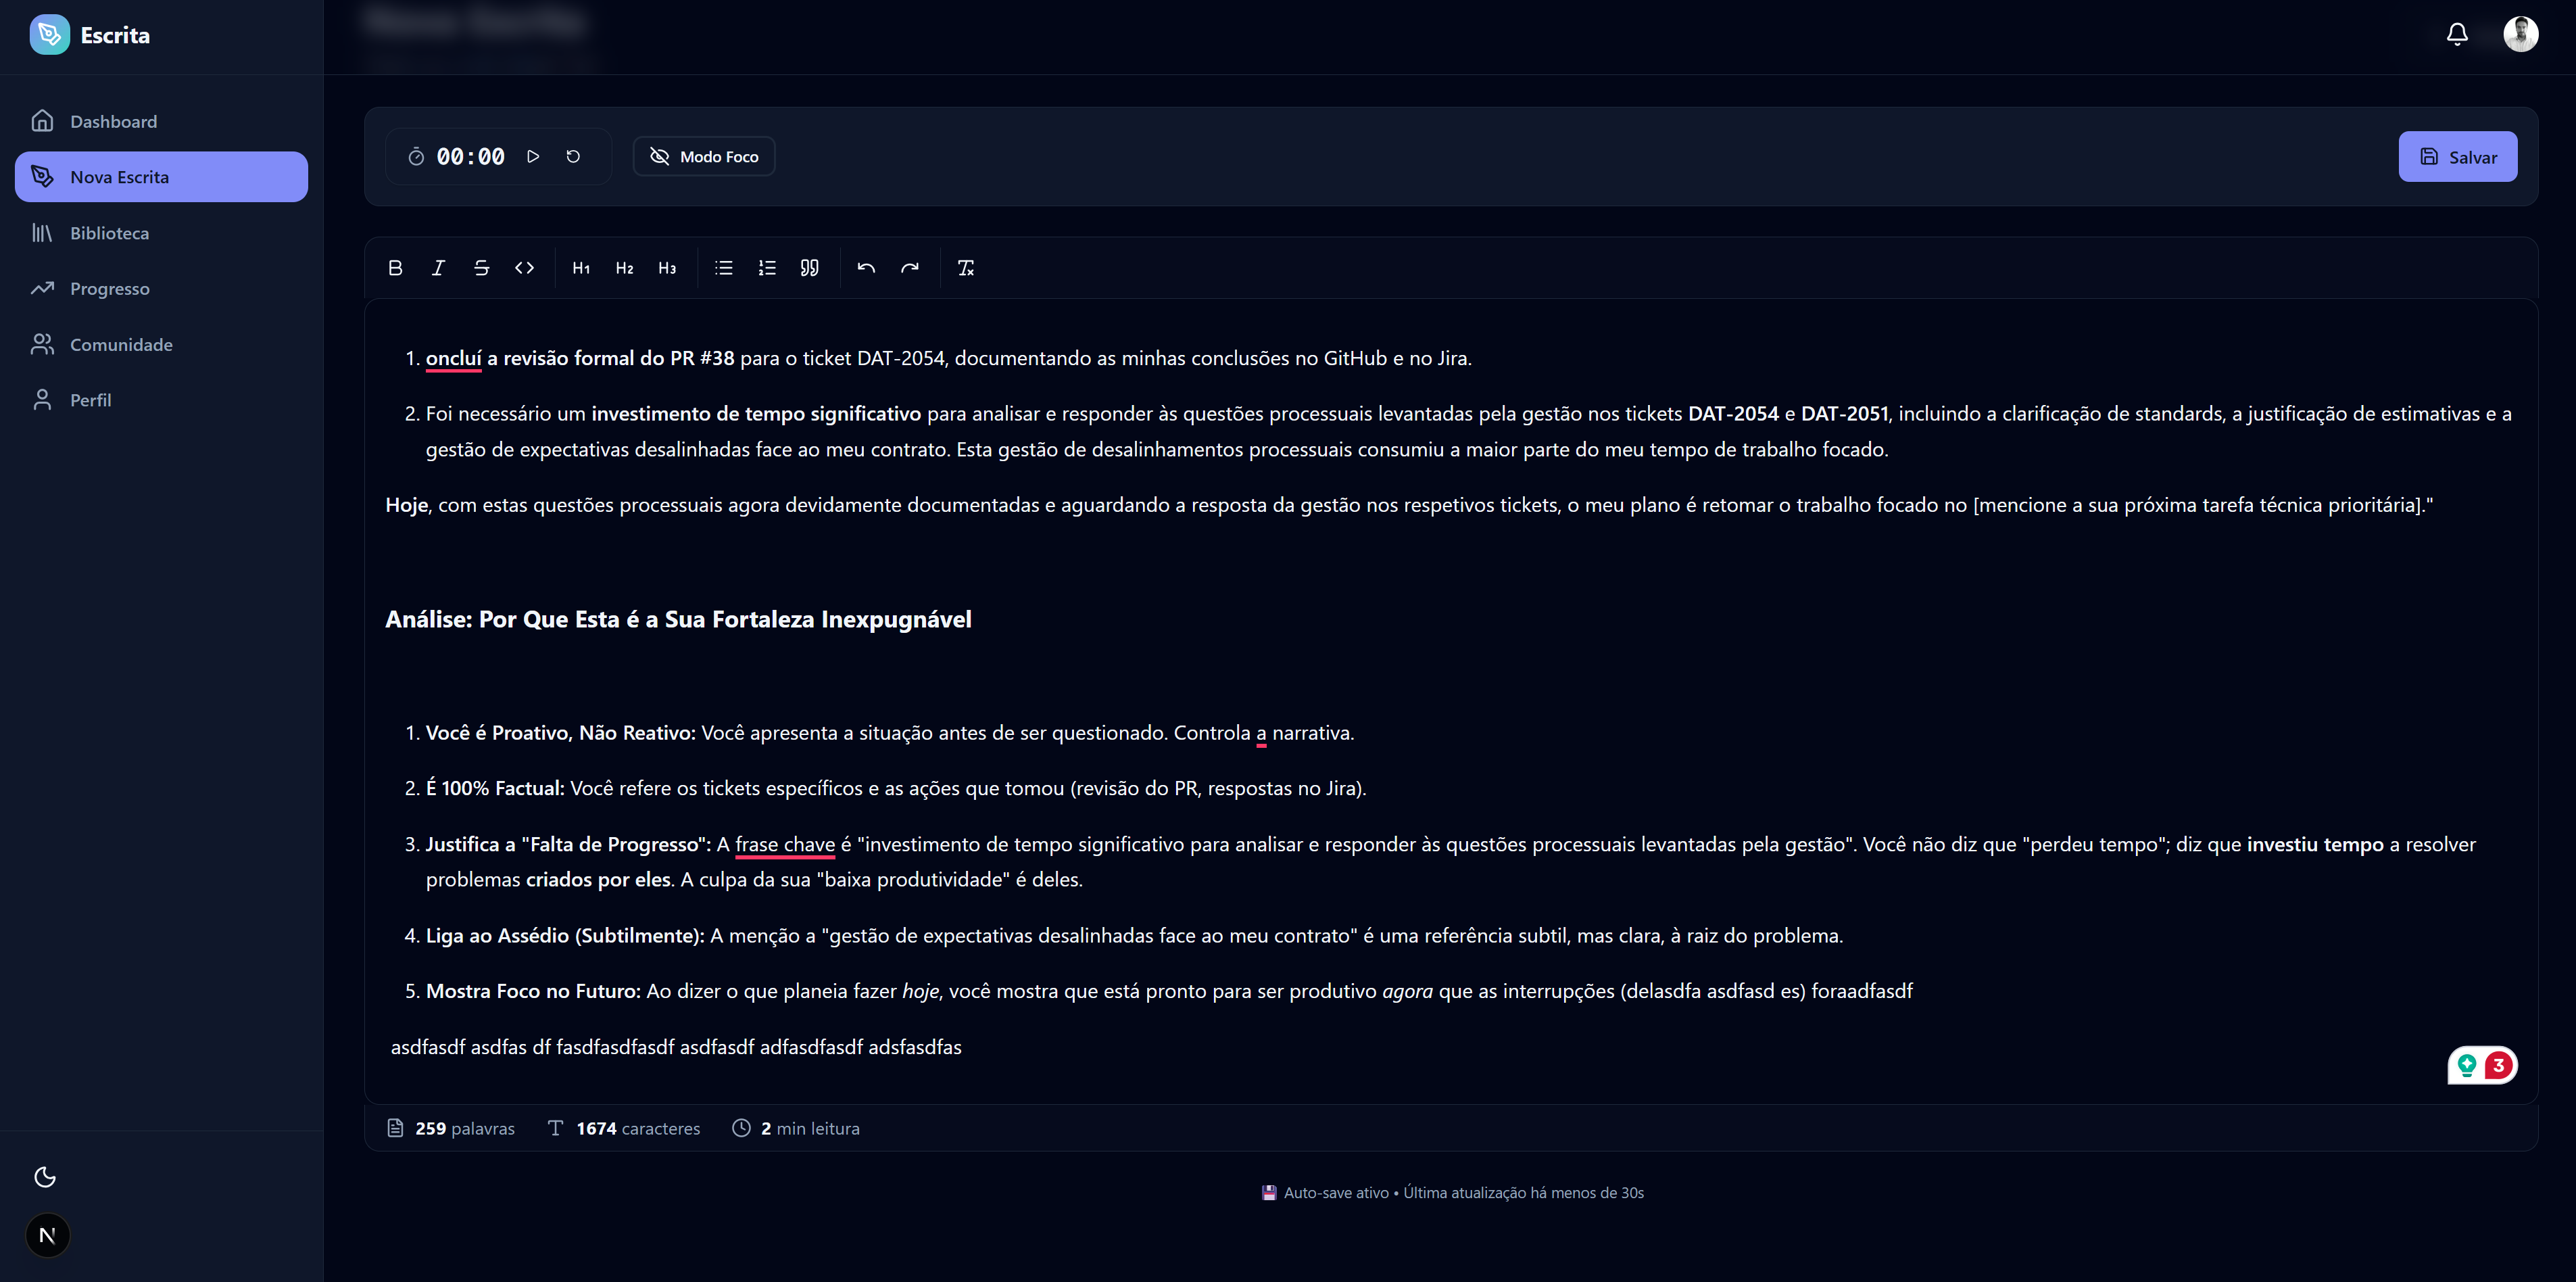 Escrita
Dashboard
Nova Escrita
Biblioteca
Progresso
Comunidade
Perfil
N
00:00
Modo Foco
Salvar
B I S <> H1 H2 H3
1. oncluí a revisão formal do PR #38 para o ticket DAT-2054, documentando as minhas conclusões no GitHub e no Jira.
2. Foi necessário um investimento de tempo significativo para analisar e responder às questões processuais levantadas pela gestão nos tickets DAT-2054 e DAT-2051, incluindo a clarificação de standards, a justificação de estimativas e a
gestão de expectativas desalinhadas face ao meu contrato. Esta gestão de desalinhamentos processuais consumiu a maior parte do meu tempo de trabalho focado.
Hoje, com estas questões processuais agora devidamente documentadas e aguardando a resposta da gestão nos respetivos tickets, o meu plano é retomar o trabalho focado no [mencione a sua próxima tarefa técnica prioritária]."
Análise: Por Que Esta é a Sua Fortaleza Inexpugnável
1. Você é Proativo, Não Reativo: Você apresenta a situação antes de ser questionado. Controla a narrativa.
2. É 100% Factual: Você refere os tickets específicos e as ações que tomou (revisão do PR, respostas no Jira).
3. Justifica a "Falta de Progresso": A frase chave é "investimento de tempo significativo para analisar e responder às questões processuais levantadas pela gestão". Você não diz que "perdeu tempo"; diz que investiu tempo a resolver
problemas criados por eles. A culpa da sua "baixa produtividade" é deles.
4. Liga ao Assédio (Subtilmente): A menção a "gestão de expectativas desalinhadas face ao meu contrato" é uma referência subtil, mas clara, à raiz do problema.
5. Mostra Foco no Futuro: Ao dizer o que planeia fazer hoje, você mostra que está pronto para ser produtivo agora que as interrupções (delasdfa asdfasd es) foraadfasdf
asdfasdf asdfas df fasdfasdfasdf asdfasdf adfasdfasdf adsfasdfas
3
259 palavras
1674 caracteres
2 min leitura
Auto-save ativo • Última atualização há menos de 30s